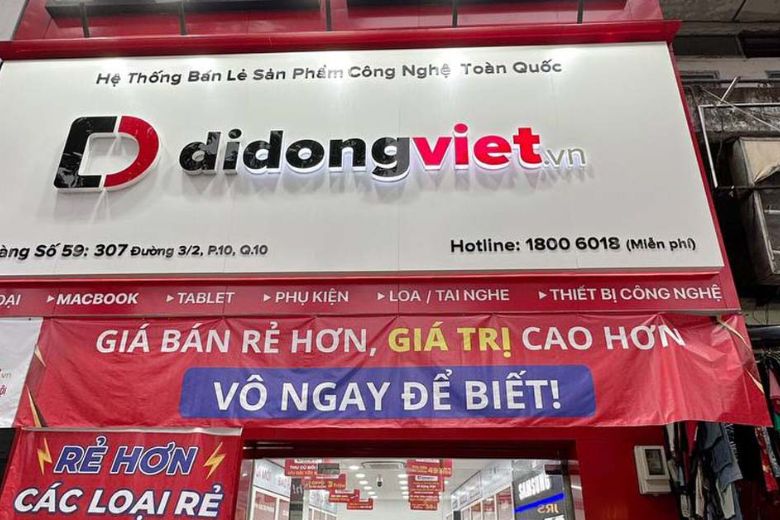 Hệ Thống Bán Lẻ Sản Phẩm Công Nghệ Toàn Quốc
didongviet.vn
àng Số 59: 307 Đường 3/2, P.10, Q.10
Hotline: 1800 6018 (Miễn phí)
OẠI ▸MACBOOK ▸TABLET ▸PHỤ KIỆN ▸LOA / TAI NGHE ▸THIẾT BỊ CÔNG NGHỆ
GIÁ BÁN RẺ HƠN, GIÁ TRỊ CAO HƠN
VÔ NGAY ĐỂ BIẾT!
RẺ HƠN
CÁC LOẠI RẺ
SAMSUNG